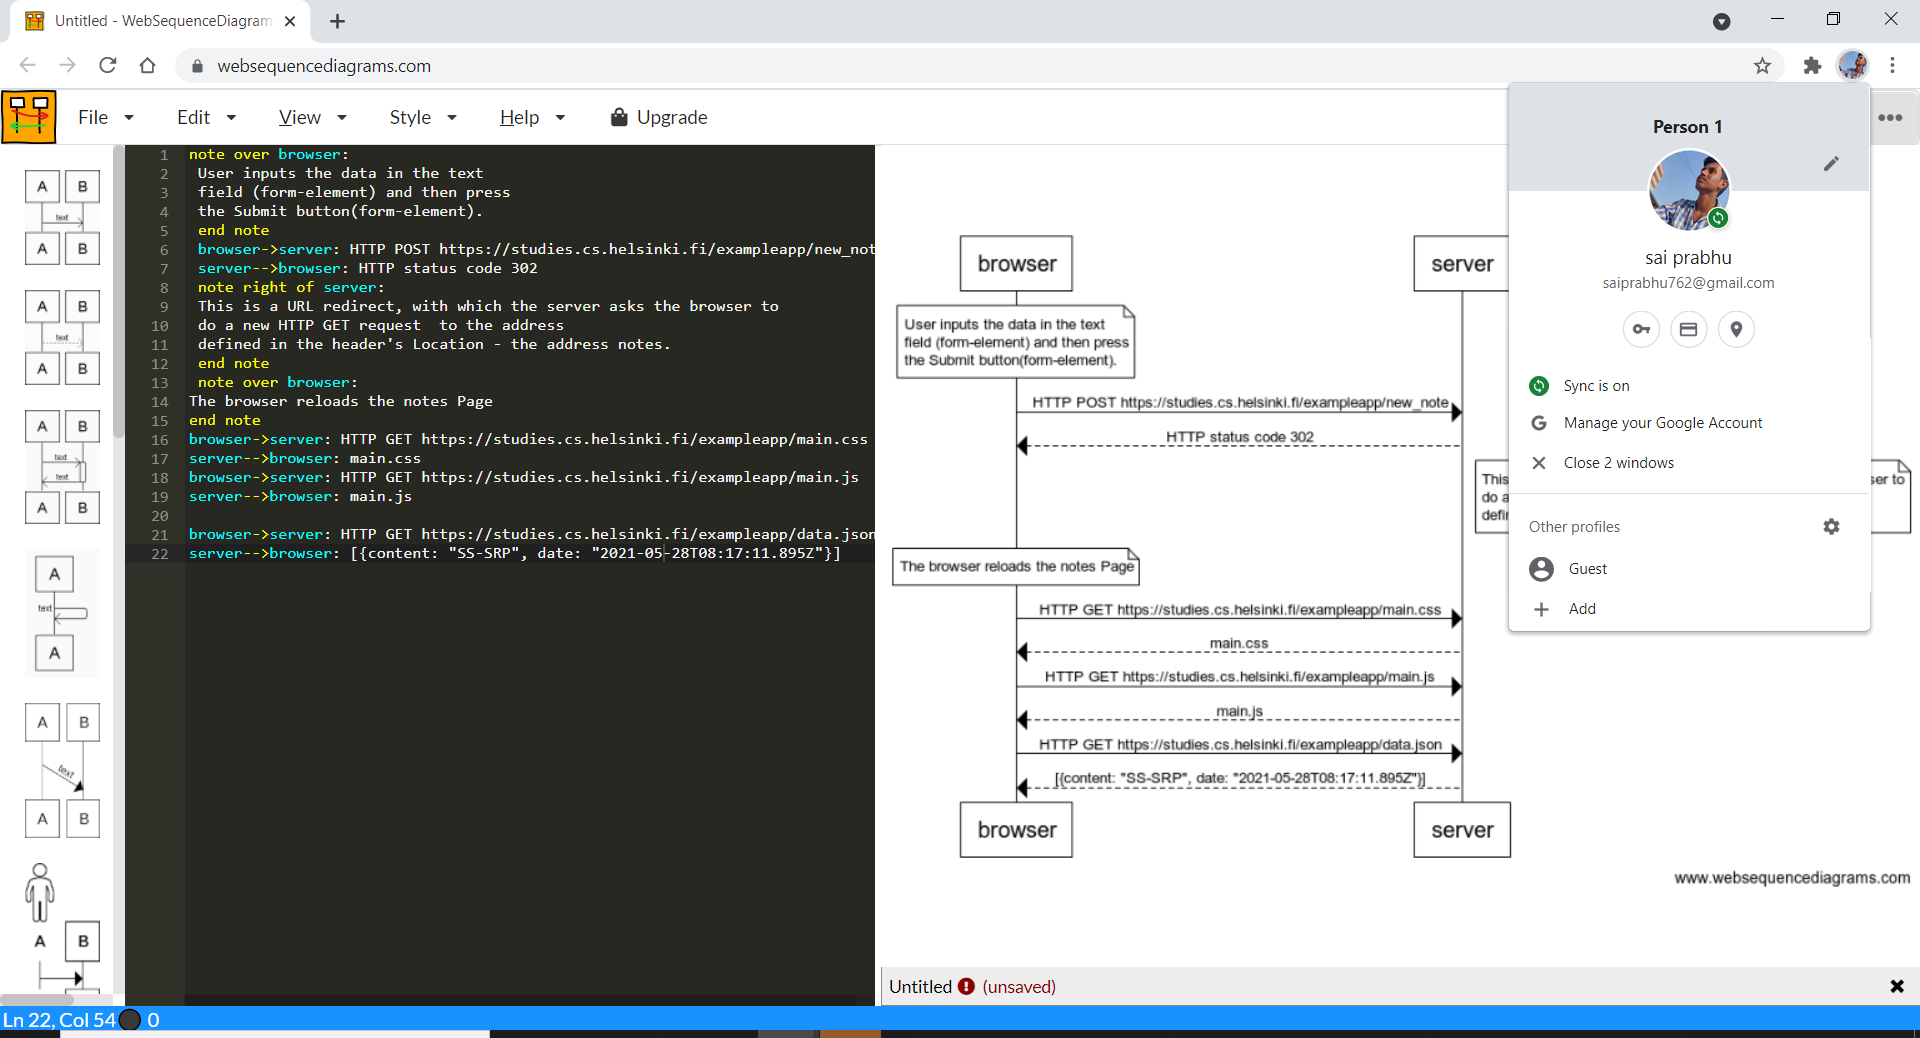 Untitled - WebSequenceDiagram
websequencediagrams.com
File
Edit
View
Style
Help
Upgrade
A B
text
A B
A B
text
A B
A B
text
text
A B
A
text
A
A B
text
A B
A B
1 note over browser:
2 User inputs the data in the text
3 field (form-element) and then press
4 the Submit button(form-element).
5 end note
6 browser->server: HTTP POST https://studies.cs.helsinki.fi/exampleapp/new_not
7 server-->browser: HTTP status code 302
8 note right of server:
9 This is a URL redirect, with which the server asks the browser to
10 do a new HTTP GET request  to the address
11 defined in the header's Location - the address notes.
12 end note
13 note over browser:
14 The browser reloads the notes Page
15 end note
16 browser->server: HTTP GET https://studies.cs.helsinki.fi/exampleapp/main.css
17 server-->browser: main.css
18 browser->server: HTTP GET https://studies.cs.helsinki.fi/exampleapp/main.js
19 server-->browser: main.js
20
21 browser->server: HTTP GET https://studies.cs.helsinki.fi/exampleapp/data.json
22 server-->browser: [{content: "SS-SRP", date: "2021-05-28T08:17:11.895Z"}]
browser
server
User inputs the data in the text
field (form-element) and then press
the Submit button(form-element).
HTTP POST https://studies.cs.helsinki.fi/exampleapp/new_note
HTTP status code 302
This
ser to
do a
defin
The browser reloads the notes Page
HTTP GET https://studies.cs.helsinki.fi/exampleapp/main.css
main.css
HTTP GET https://studies.cs.helsinki.fi/exampleapp/main.js
main.js
HTTP GET https://studies.cs.helsinki.fi/exampleapp/data.json
[{content: "SS-SRP", date: "2021-05-28T08:17:11.895Z"}]
browser
server
www.websequencediagrams.com
Person 1
sai prabhu
saiprabhu762@gmail.com
Sync is on
G Manage your Google Account
Close 2 windows
Other profiles
Guest
Add
Untitled ! (unsaved)
Ln 22, Col 54 0